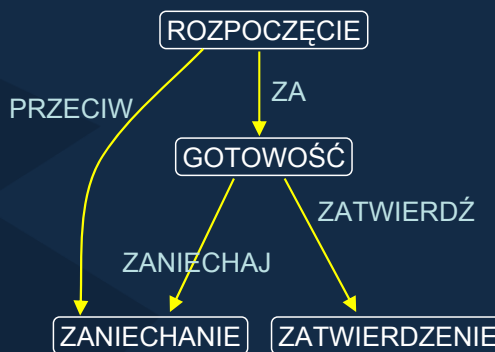 ROZPOCZĘCIE
ZA
PRZECIW
GOTOWOŚĆ
ZATWIERDŹ
ZANIECHAJ
ZANIECHANIE
ZATWIERDZENIE